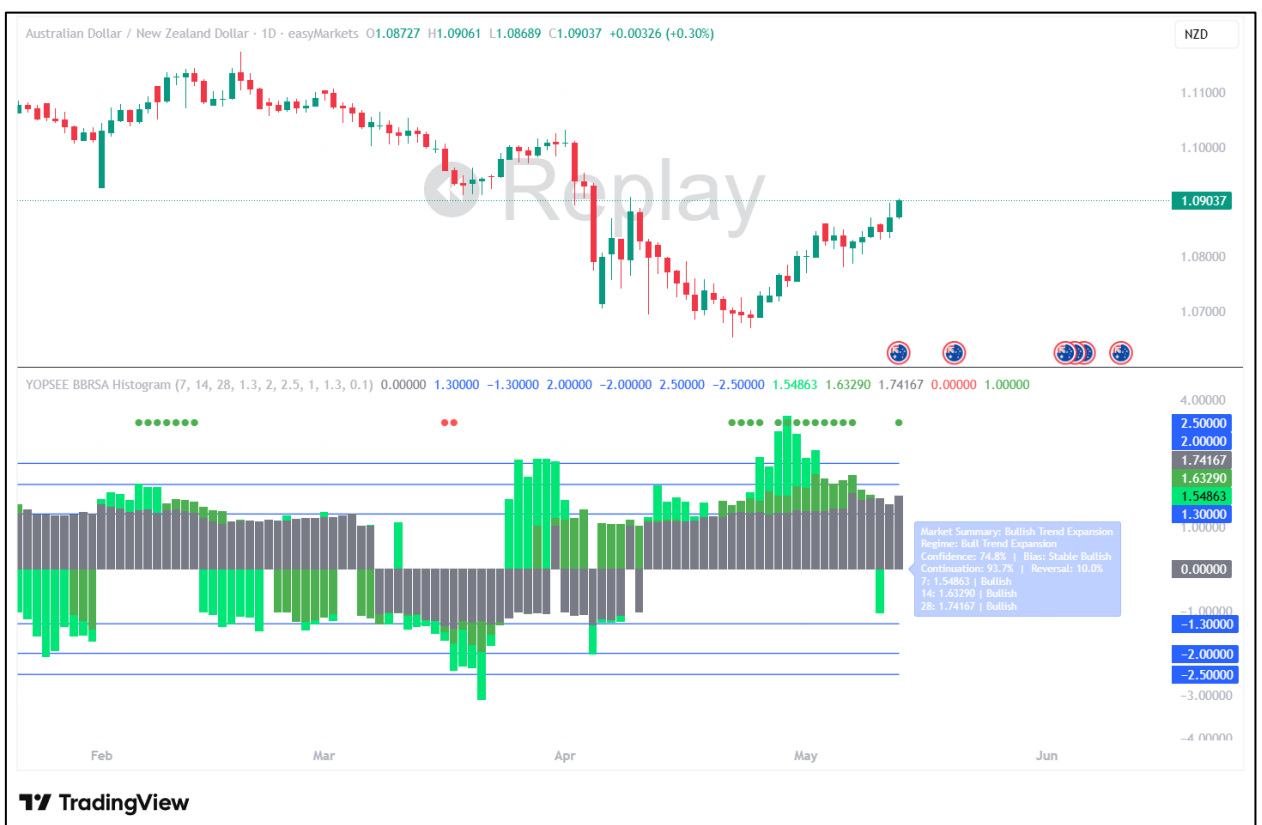 Australian Dollar / New Zealand Dollar · 1D · easyMarkets O1.08727 H1.09061 L1.08689 C1.09037 +0.00326 (+0.30%)
NZD
1.11000
1.10000
Replay
1.09037
1.08000
1.07000
YOPSEE BBRSA Histogram (7, 14, 28, 1.3, 2, 2.5, 1, 1.3, 0.1) 0.00000 1.30000 −1.30000 2.00000 −2.00000 2.50000 −2.50000 1.54863 1.63290 1.74167 0.00000 1.00000
4.00000
2.50000
2.00000
1.74167
1.63290
1.54863
1.30000
1.00000
Market Summary: Bullish Trend Expansion
Regime: Bull Trend Expansion
Confidence: 74.8% | Bias: Stable Bullish
Continuation: 93.7% | Reversal: 10.0%
7: 1.54863 | Bullish
14: 1.63290 | Bullish
28: 1.74167 | Bullish
0.00000
−1.00000
−1.30000
−2.00000
−2.50000
−3.00000
−4.00000
Feb Mar Apr May Jun
TradingView